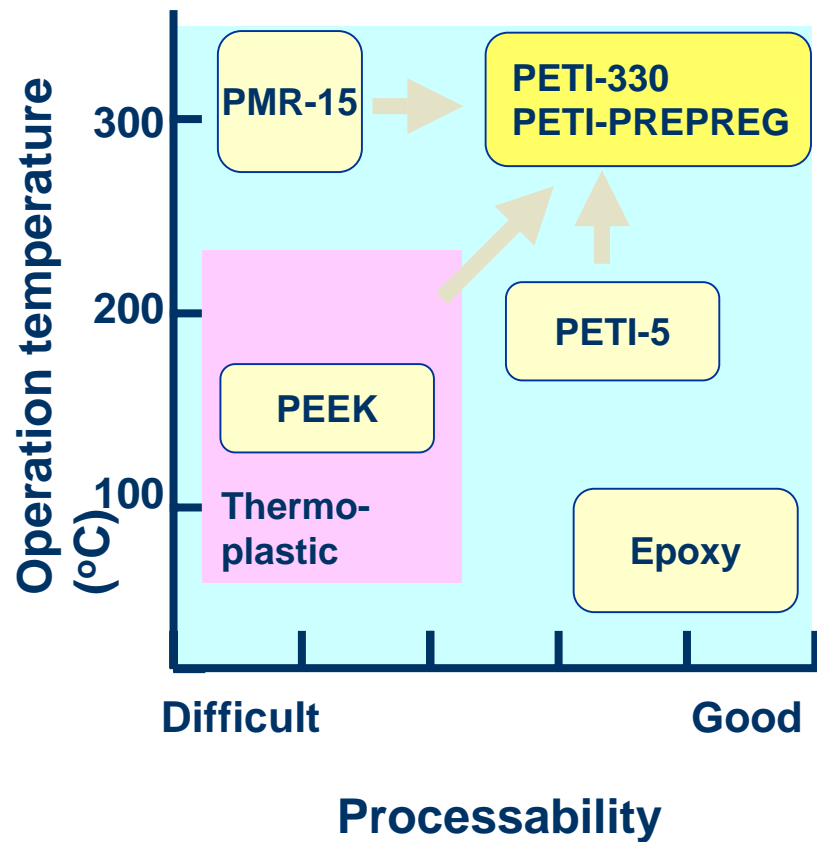 Operation temperature
(°C)
300
200
100
PMR-15
PETI-330
PETI-PREPREG
PETI-5
PEEK
Thermo-
plastic
Epoxy
Difficult
Good
Processability